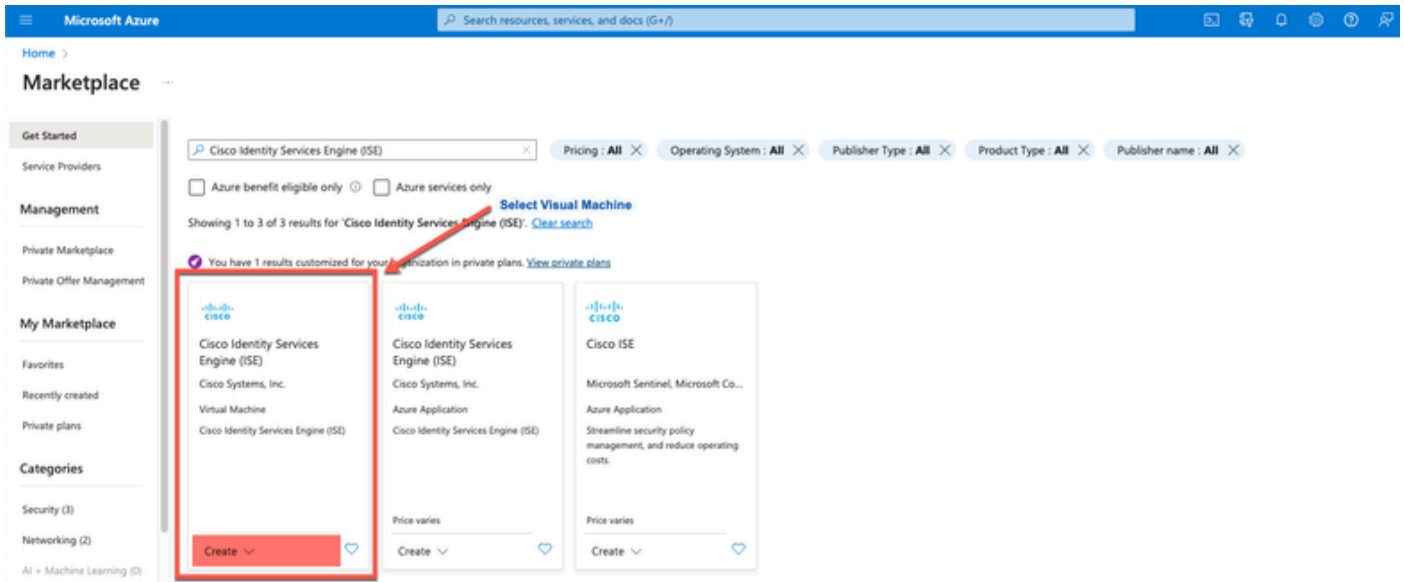 Microsoft Azure
Search resources, services, and docs (G+/)
Home >
Marketplace ...
Get Started
Service Providers
Management
Private Marketplace
Private Offer Management
My Marketplace
Favorites
Recently created
Private plans
Categories
Security (3)
Networking (2)
AI + Machine Learning (0)
Cisco Identity Services Engine (ISE)
Pricing : All
Operating System : All
Publisher Type : All
Product Type : All
Publisher name : All
Azure benefit eligible only
Azure services only
Select Visual Machine
Showing 1 to 3 of 3 results for 'Cisco Identity Services Engine (ISE)'. Clear search
You have 1 results customized for your organization in private plans. View private plans
CISCO
Cisco Identity Services
Engine (ISE)
Cisco Systems, Inc.
Virtual Machine
Cisco Identity Services Engine (ISE)
Create
CISCO
Cisco Identity Services
Engine (ISE)
Cisco Systems, Inc.
Azure Application
Cisco Identity Services Engine (ISE)
Price varies
Create
CISCO
Cisco ISE
Microsoft Sentinel, Microsoft Co...
Azure Application
Streamline security policy
management, and reduce operating
costs.
Price varies
Create